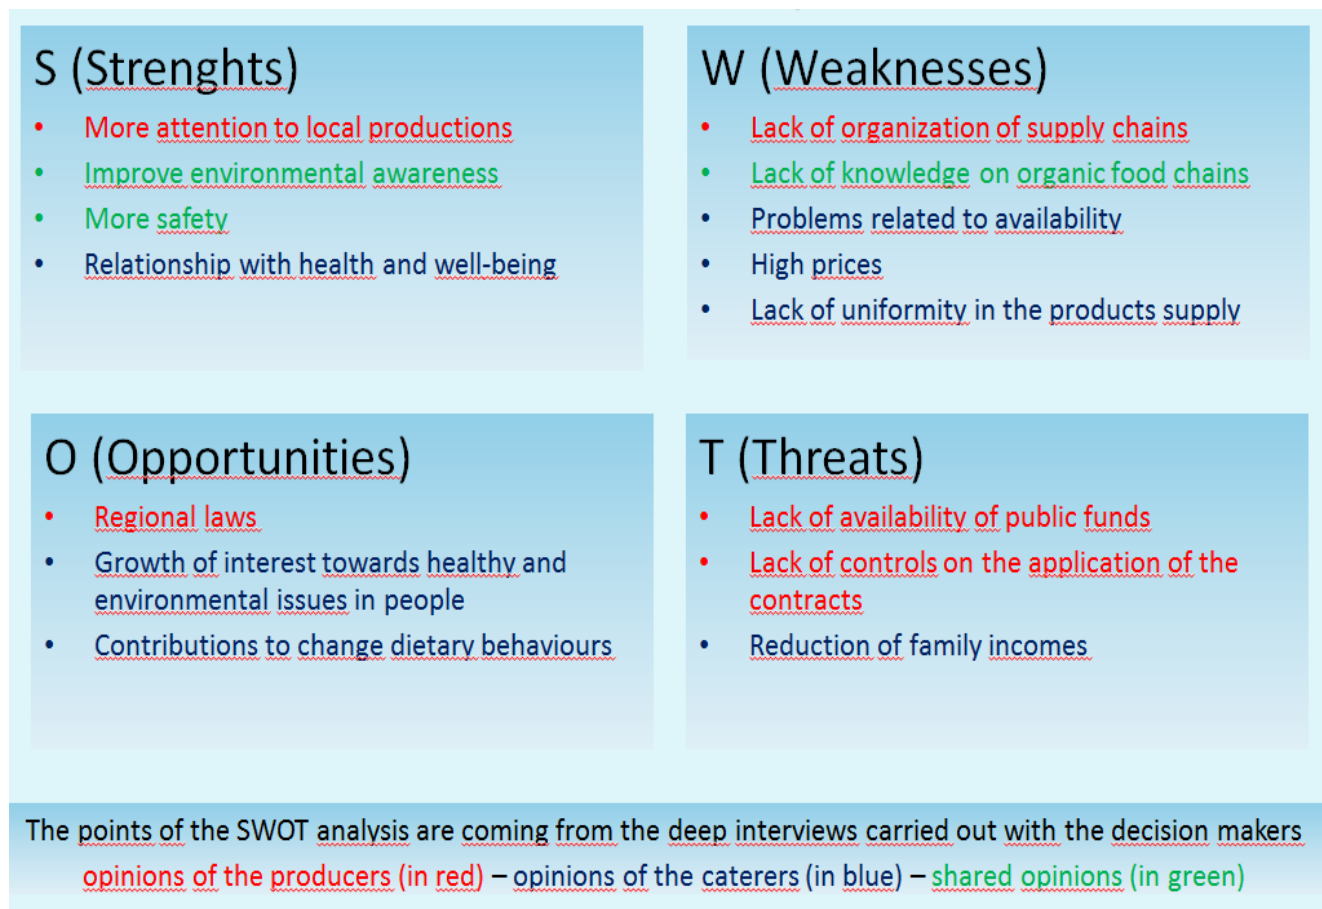 S (Strenghts)
• More attention to local productions
• Improve environmental awareness
• More safety
• Relationship with health and well-being
W (Weaknesses)
• Lack of organization of supply chains
• Lack of knowledge on organic food chains
• Problems related to availability
• High prices
• Lack of uniformity in the products supply
O (Opportunities)
• Regional laws
• Growth of interest towards healthy and
environmental issues in people
• Contributions to change dietary behaviours
T (Threats)
• Lack of availability of public funds
• Lack of controls on the application of the
contracts
• Reduction of family incomes
The points of the SWOT analysis are coming from the deep interviews carried out with the decision makers
opinions of the producers (in red) – opinions of the caterers (in blue) – shared opinions (in green)